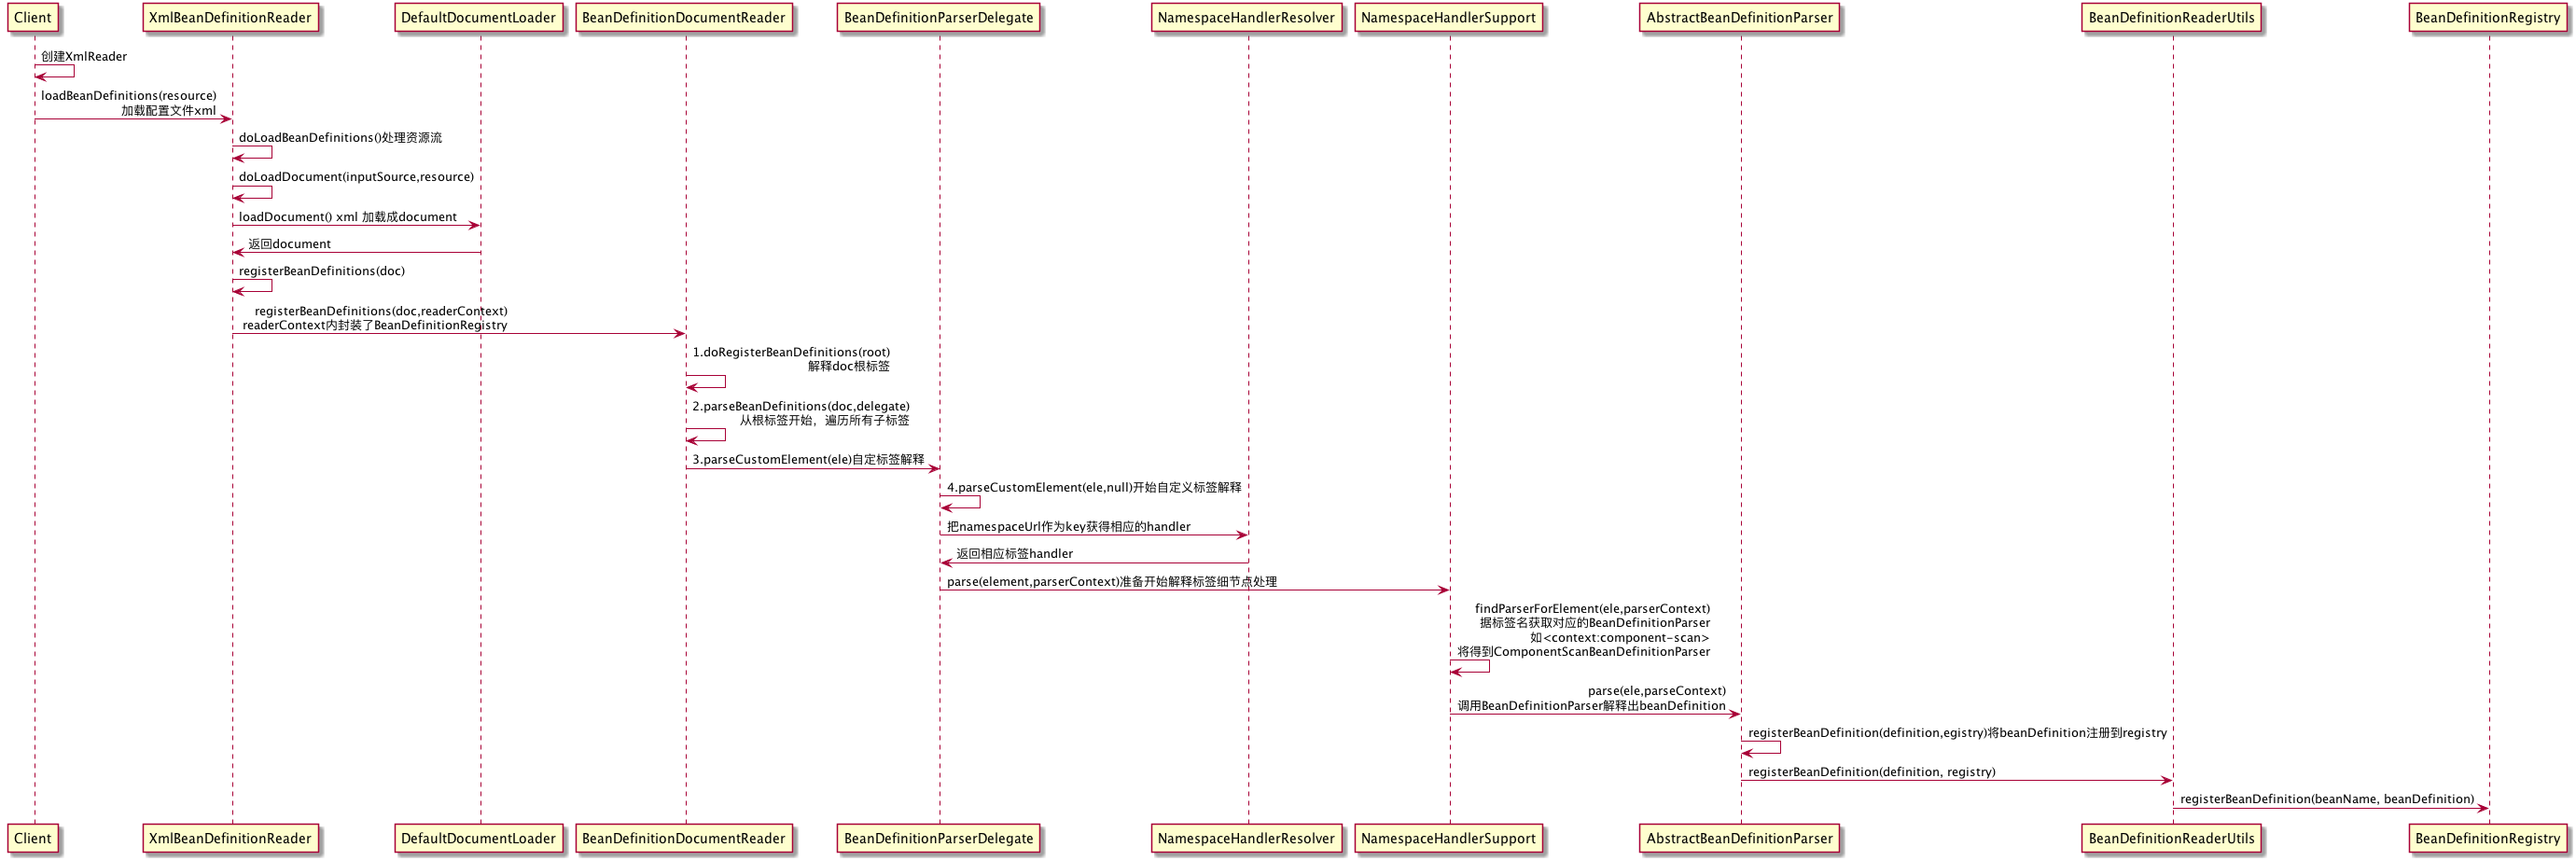 Client
XmlBeanDefinitionReader
DefaultDocumentLoader
BeanDefinitionDocumentReader
BeanDefinitionParserDelegate
NamespaceHandlerResolver
NamespaceHandlerSupport
AbstractBeanDefinitionParser
BeanDefinitionReaderUtils
BeanDefinitionRegistry
创建XmlReader
loadBeanDefinitions(resource)
加载配置文件xml
doLoadBeanDefinitions()处理资源流
doLoadDocument(inputSource,resource)
loadDocument() xml 加载成document
返回document
registerBeanDefinitions(doc)
registerBeanDefinitions(doc,readerContext)
readerContext内封装了BeanDefinitionRegistry
1.doRegisterBeanDefinitions(root)
解释doc根标签
2.parseBeanDefinitions(doc,delegate)
从根标签开始，遍历所有子标签
3.parseCustomElement(ele)自定标签解释
4.parseCustomElement(ele,null)开始自定义标签解释
把namespaceUrl作为key获得相应的handler
返回相应标签handler
parse(element,parserContext)准备开始解释标签细节点处理
findParserForElement(ele,parserContext)
据标签名获取对应的BeanDefinitionParser
如<context:component-scan>
将得到ComponentScanBeanDefinitionParser
parse(ele,parseContext)
调用BeanDefinitionParser解释出beanDefinition
registerBeanDefinition(definition,egistry)将beanDefinition注册到registry
registerBeanDefinition(definition, registry)
registerBeanDefinition(beanName, beanDefinition)
Client
XmlBeanDefinitionReader
DefaultDocumentLoader
BeanDefinitionDocumentReader
BeanDefinitionParserDelegate
NamespaceHandlerResolver
NamespaceHandlerSupport
AbstractBeanDefinitionParser
BeanDefinitionReaderUtils
BeanDefinitionRegistry